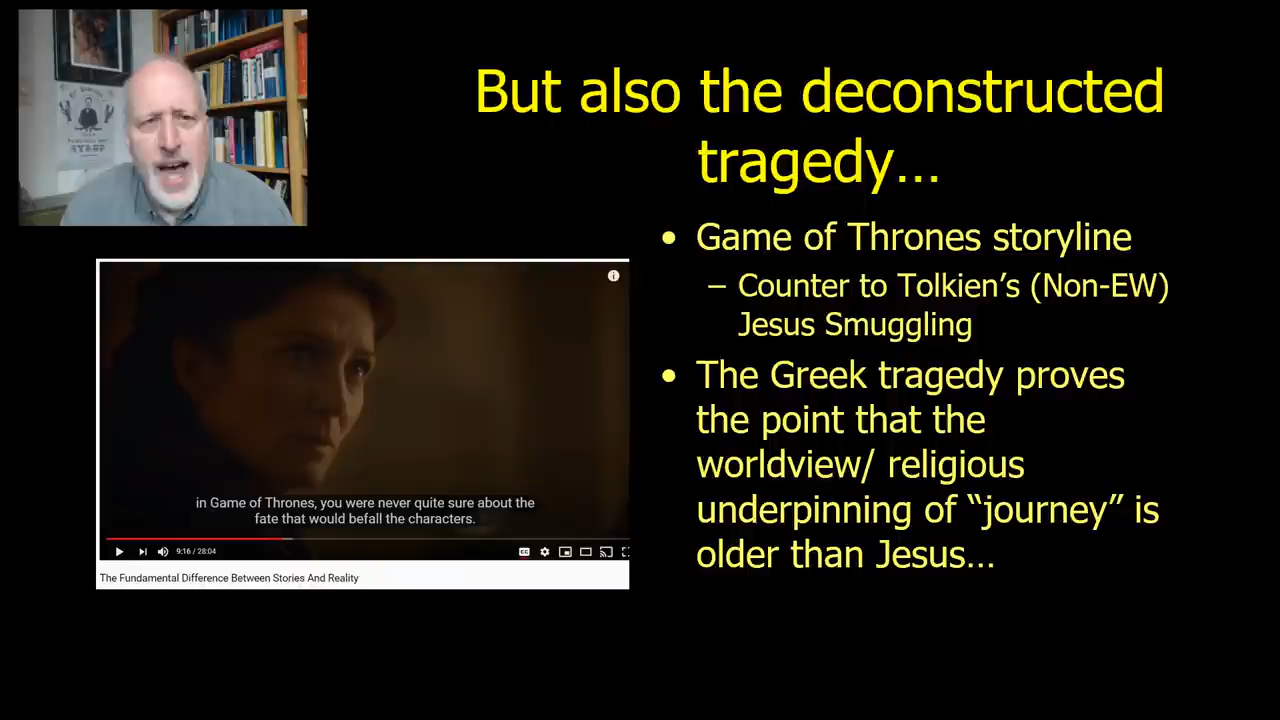 But also the deconstructed
tragedy...
SYRUP
• Game of Thrones storyline
– Counter to Tolkien's (Non-EW)
Jesus Smuggling
• The Greek tragedy proves
the point that the
worldview/ religious
underpinning of “journey” is
older than Jesus...
in Game of Thrones, you were never quite sure about the
fate that would befall the characters.
9:16 / 28:04
CC
The Fundamental Difference Between Stories And Reality